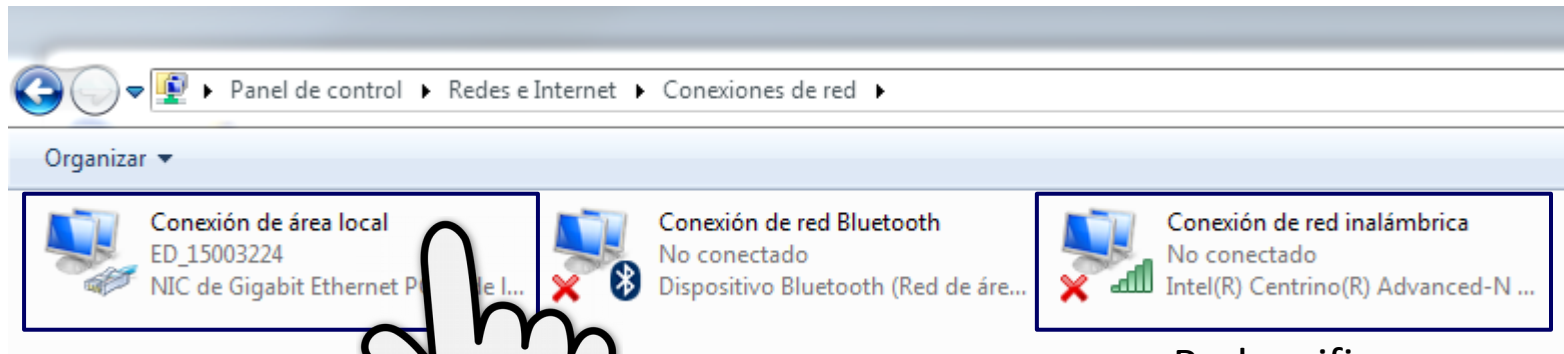 Panel de control Redes e Internet Conexiones de red
Organizar
Conexión de área local
ED_15003224
NIC de Gigabit Ethernet
Conexión de red Bluetooth
No conectado
Dispositivo Bluetooth (Red de áre...
Conexión de red inalámbrica
No conectado
Intel(R) Centrino(R) Advanced-N ...